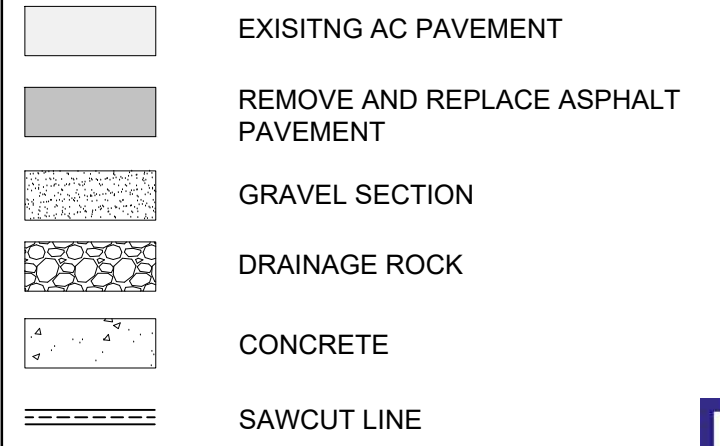 EXISITNG AC PAVEMENT
REMOVE AND REPLACE ASPHALT
PAVEMENT
GRAVEL SECTION
DRAINAGE ROCK
CONCRETE
SAWCUT LINE